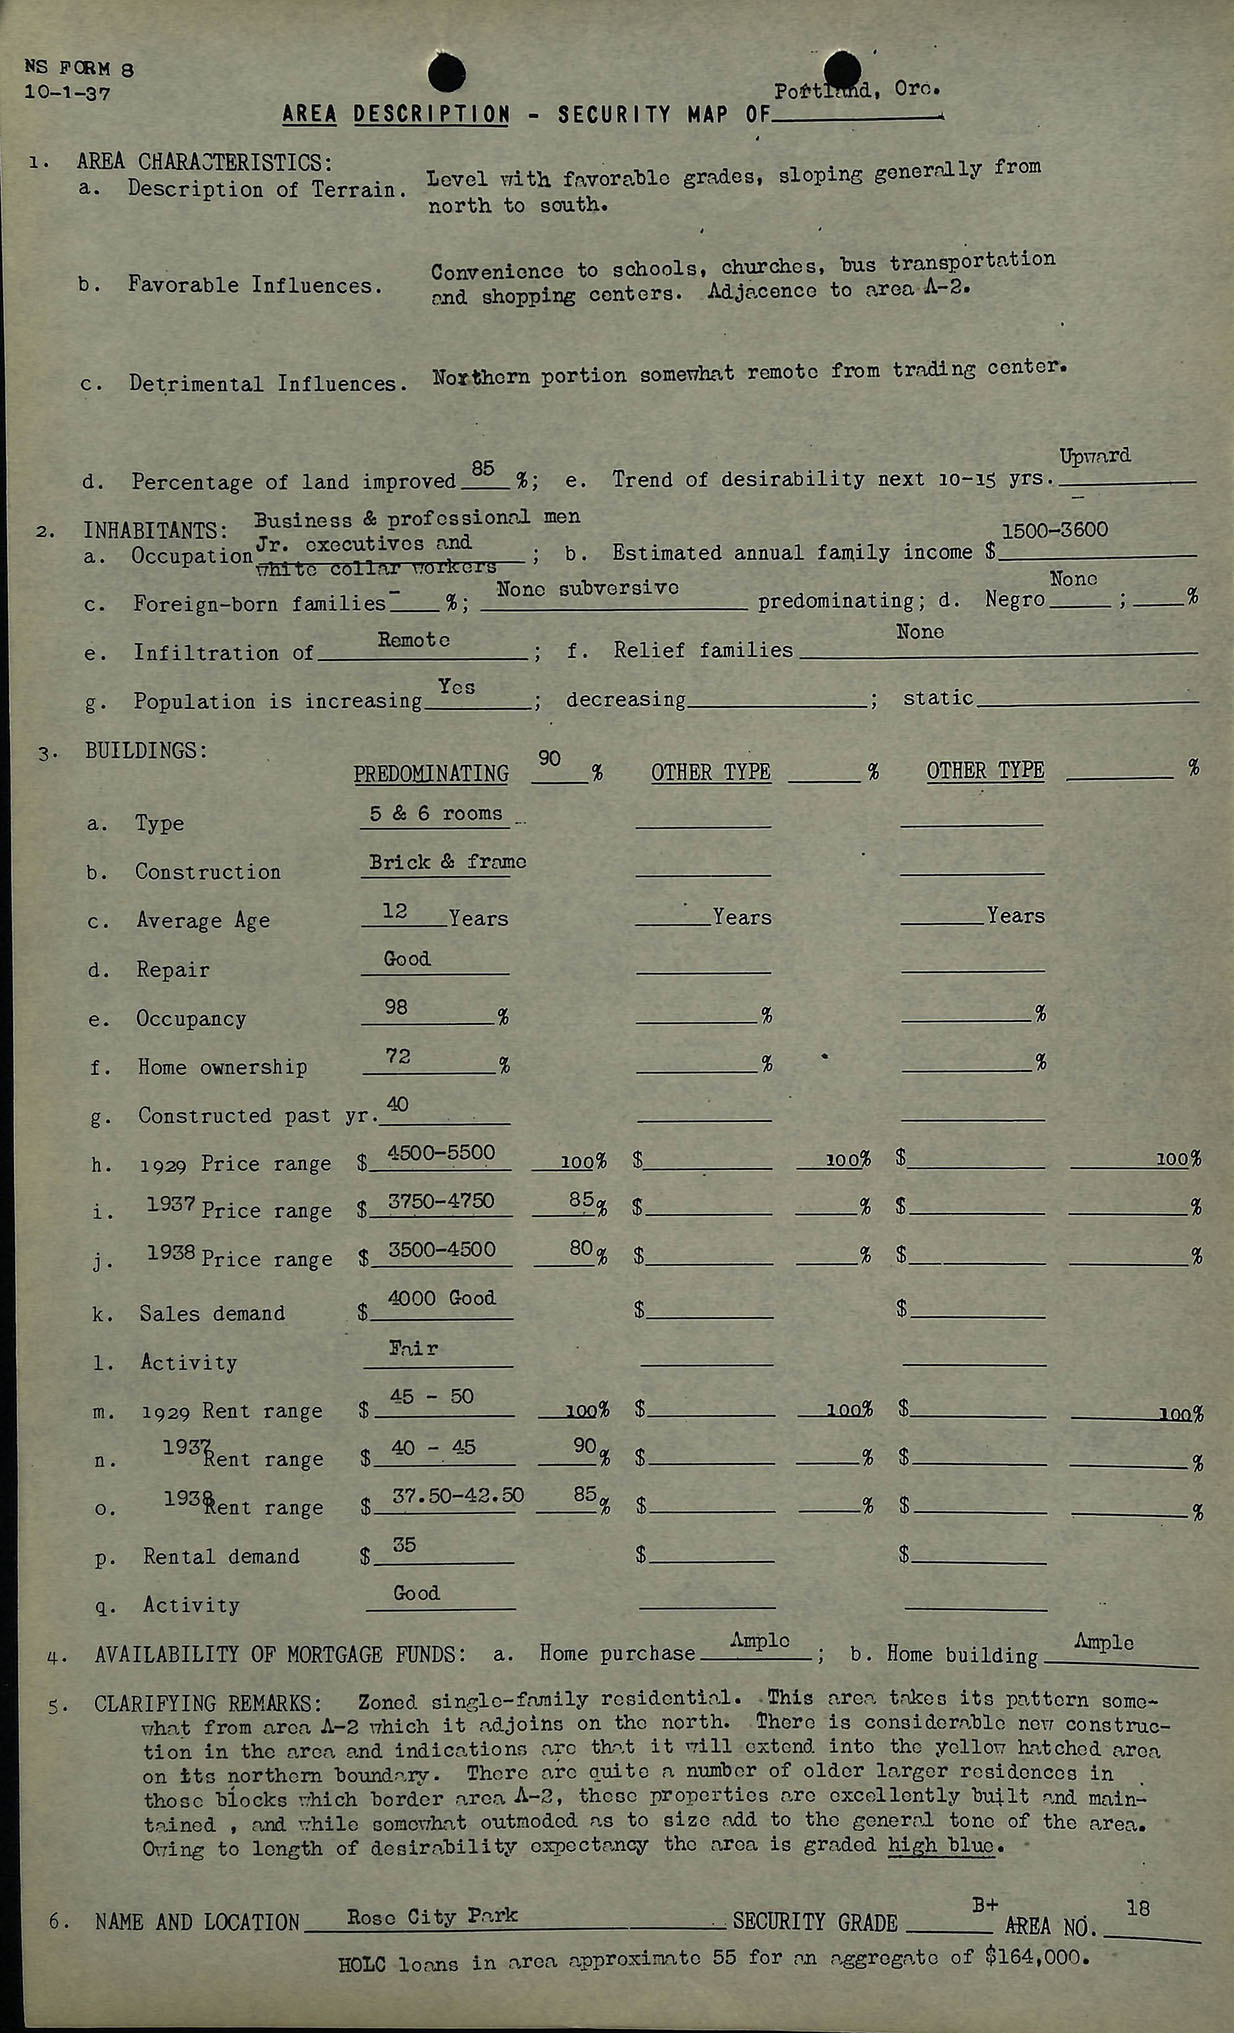 NS FORM 8
10-1-37
Portland, Ore.
AREA DESCRIPTION - SECURITY MAP OF
1. AREA CHARACTERISTICS:
a. Description of Terrain. Level with favorable grades, sloping generally from
north to south.
b. Favorable Influences. Convenience to schools, churches, bus transportation
and shopping centers. Adjacence to area A-2.
c. Detrimental Influences. Northern portion somewhat remote from trading center.
d. Percentage of land improved 85 %; e. Trend of desirability next 10-15 yrs. Upward
2. INHABITANTS: Business & professional men
a. Occupation Jr. executives and white collar workers ; b. Estimated annual family income $ 1500-3600
c. Foreign-born families - %; None subversive predominating; d. Negro None ; %
e. Infiltration of Remote ; f. Relief families None
g. Population is increasing Yes ; decreasing ; static
3. BUILDINGS:
PREDOMINATING 90 % OTHER TYPE % OTHER TYPE %
a. Type 5 & 6 rooms
b. Construction Brick & frame
c. Average Age 12 Years Years Years
d. Repair Good
e. Occupancy 98 % % %
f. Home ownership 72 % % %
g. Constructed past yr. 40
h. 1929 Price range $ 4500-5500 100% $ 100% $ 100%
i. 1937 Price range $ 3750-4750 85% $ % $ %
j. 1938 Price range $ 3500-4500 80% $ % $ %
k. Sales demand $ 4000 Good $ $
l. Activity Fair
m. 1929 Rent range $ 45 - 50 100% $ 100% $ 100%
n. 1937 Rent range $ 40 - 45 90% $ % $ %
o. 1938 Rent range $ 37.50-42.50 85% $ % $ %
p. Rental demand $ 35 $ $
q. Activity Good
4. AVAILABILITY OF MORTGAGE FUNDS: a. Home purchase Ample ; b. Home building Ample
5. CLARIFYING REMARKS: Zoned single-family residential. This area takes its pattern some-
what from area A-2 which it adjoins on the north. There is considerable new construc-
tion in the area and indications are that it will extend into the yellow hatched area
on its northern boundary. There are quite a number of older larger residences in
those blocks which border area A-2, these properties are excellently built and main-
tained , and while somewhat outmoded as to size add to the general tone of the area.
Owing to length of desirability expectancy the area is graded high blue.
6. NAME AND LOCATION Rose City Park SECURITY GRADE B+ AREA NO. 18
HOLC loans in area approximate 55 for an aggregate of $164,000.